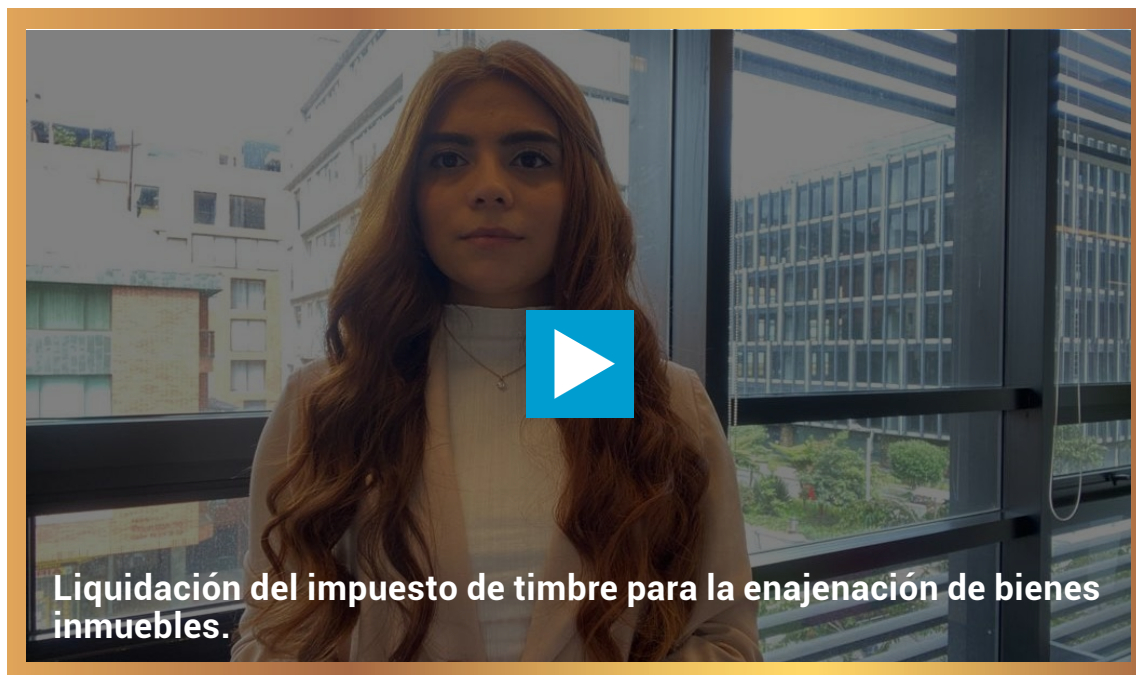 Liquidación del impuesto de timbre para la enajenación de bienes
inmuebles.